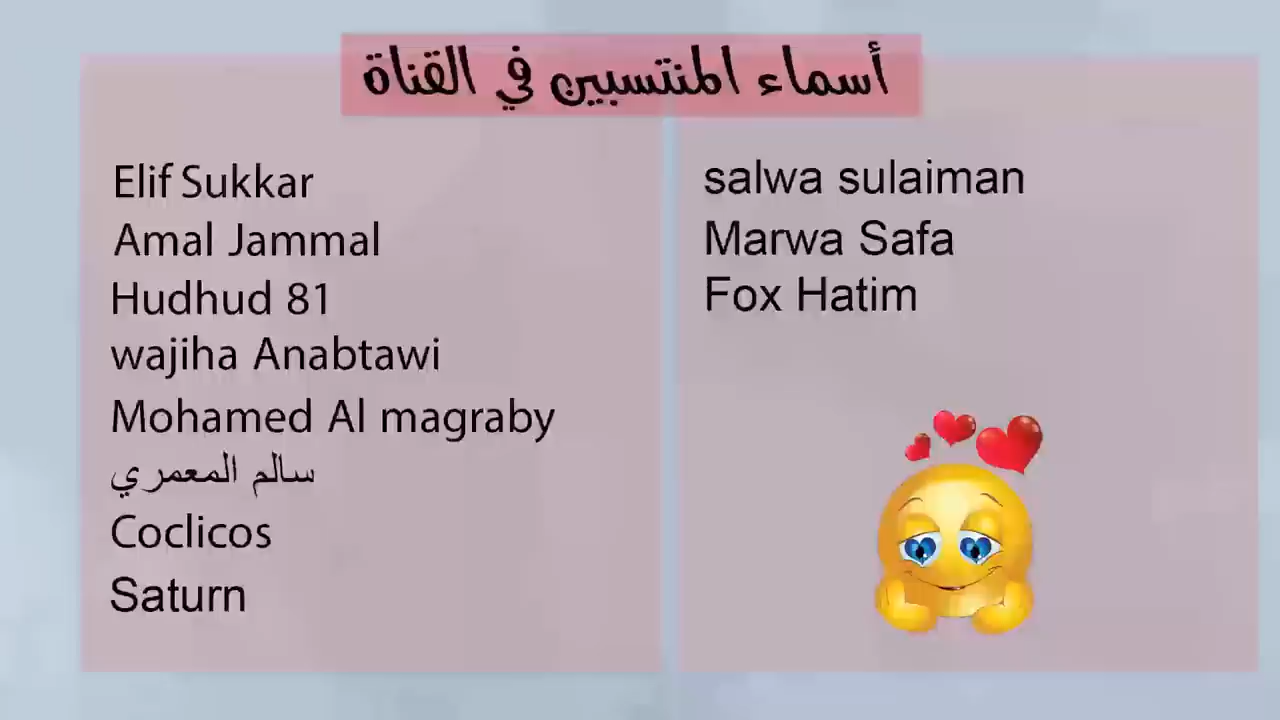 أسماء المنتسبين في القناة
Elif Sukkar
Amal Jammal
Hudhud 81
wajiha Anabtawi
Mohamed Al magraby
سالم المعمري
Coclicos
Saturn
salwa sulaiman
Marwa Safa
Fox Hatim